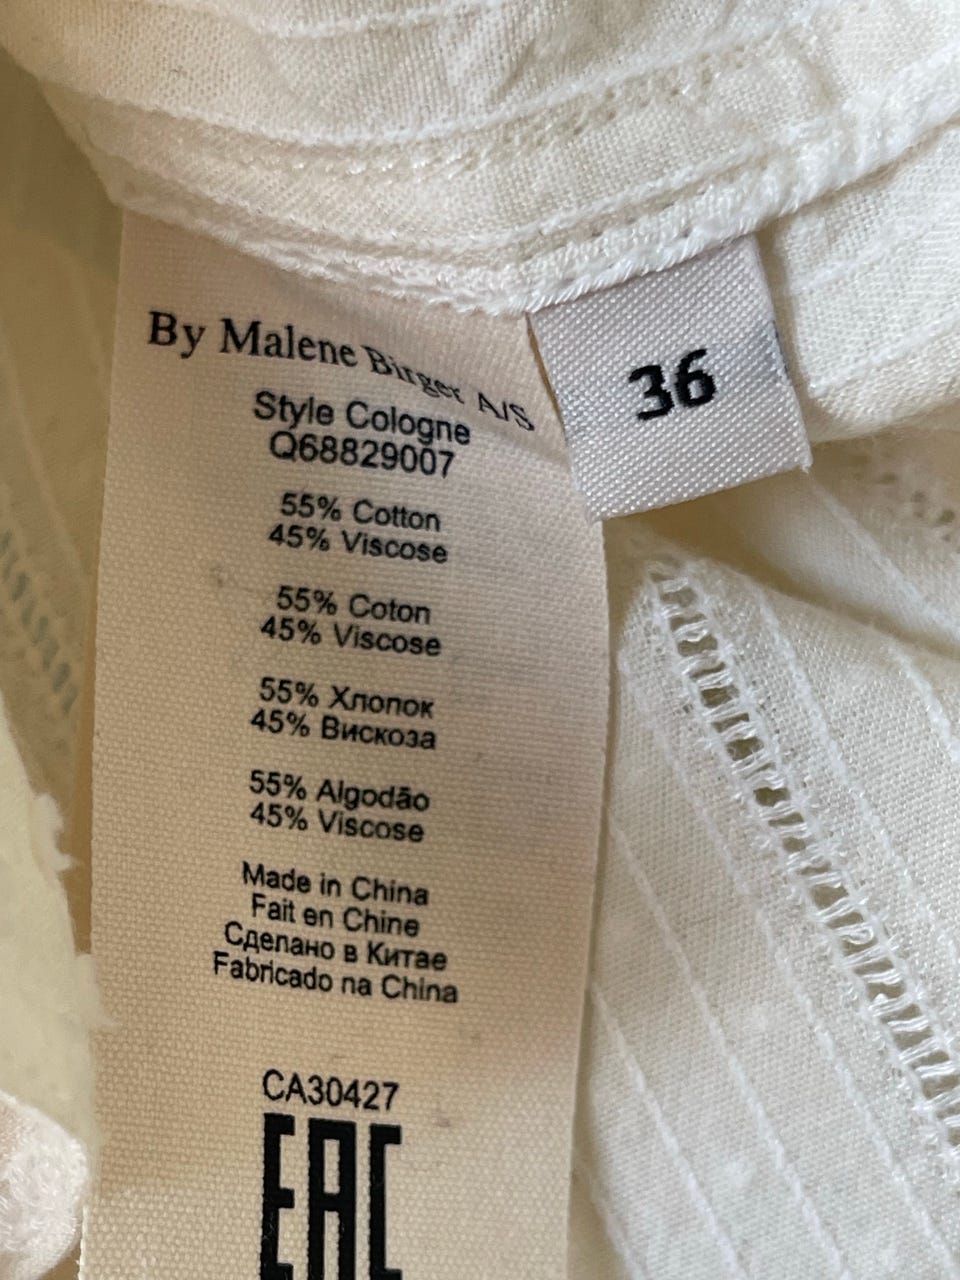 By Malene Birger A/S
36
Style Cologne
Q68829007
55% Cotton
45% Viscose
55% Coton
45% Viscose
55% Хлопок
45% Вискоза
55% Algodão
45% Viscose
Made in China
Fait en Chine
Сделано в Китае
Fabricado na China
CA30427
EAC